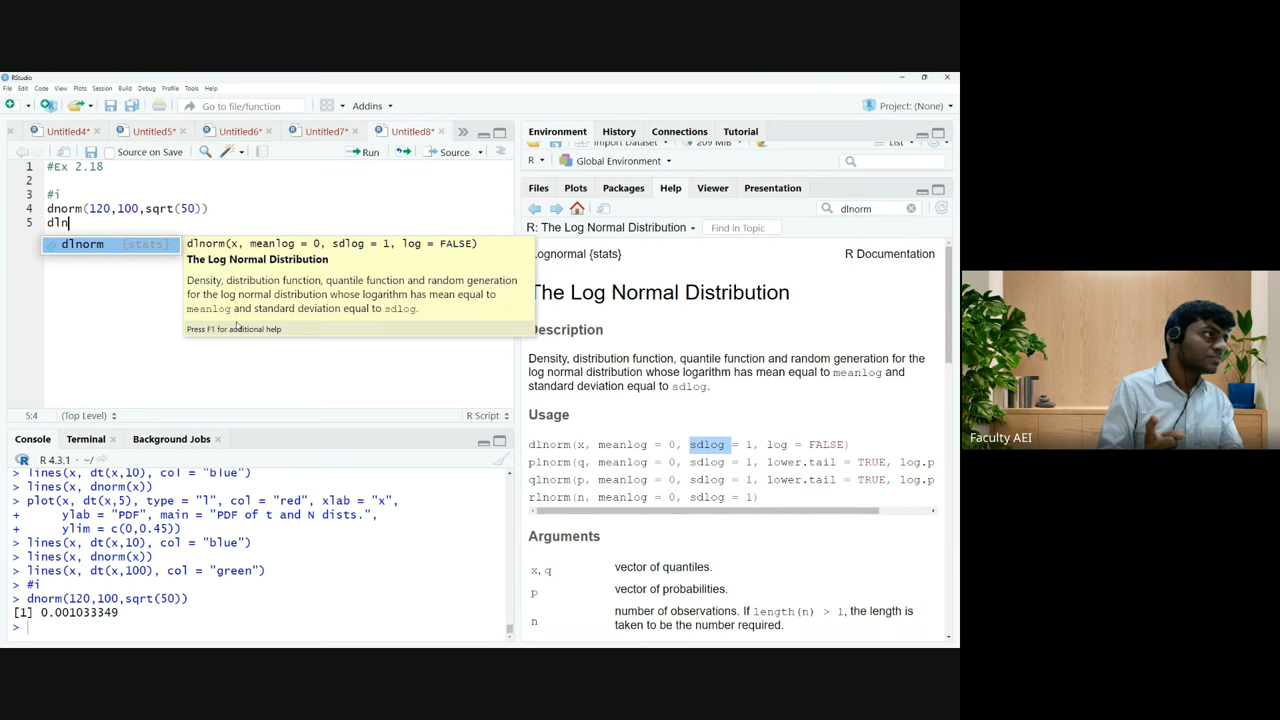 RStudio
File Edit Code View Plots Session Build Debug Profile Tools Help
Go to file/function
Addins
Project: (None)
Untitled4*
Untitled5*
Untitled6*
Untitled7*
Untitled8*
Source on Save
Run
Source
1 #Ex 2.18
2
3 #i
4 dnorm(120,100,sqrt(50))
5 dln
dlnorm {stats}
dlnorm(x, meanlog = 0, sdlog = 1, log = FALSE)
The Log Normal Distribution
Density, distribution function, quantile function and random generation
for the log normal distribution whose logarithm has mean equal to
meanlog and standard deviation equal to sdlog.
Press F1 for additional help
5:4 (Top Level) R Script
Console Terminal Background Jobs
R 4.3.1 · ~/
> lines(x, dt(x,10), col = "blue")
> lines(x, dnorm(x))
> plot(x, dt(x,5), type = "l", col = "red", xlab = "x",
+ ylab = "PDF", main = "PDF of t and N dists.",
+ ylim = c(0,0.45))
> lines(x, dt(x,10), col = "blue")
> lines(x, dnorm(x))
> lines(x, dt(x,100), col = "green")
> #i
> dnorm(120,100,sqrt(50))
[1] 0.001033349
>
Environment History Connections Tutorial
Import Dataset 209 MiB List
R Global Environment
Files Plots Packages Help Viewer Presentation
dlnorm
R: The Log Normal Distribution Find in Topic
Lognormal {stats} R Documentation
The Log Normal Distribution
Description
Density, distribution function, quantile function and random generation for the
log normal distribution whose logarithm has mean equal to meanlog and
standard deviation equal to sdlog.
Usage
dlnorm(x, meanlog = 0, sdlog = 1, log = FALSE)
plnorm(q, meanlog = 0, sdlog = 1, lower.tail = TRUE, log.p
qlnorm(p, meanlog = 0, sdlog = 1, lower.tail = TRUE, log.p
rlnorm(n, meanlog = 0, sdlog = 1)
Arguments
x, q vector of quantiles.
p vector of probabilities.
n number of observations. If length(n) > 1, the length is
taken to be the number required.
Faculty AEI